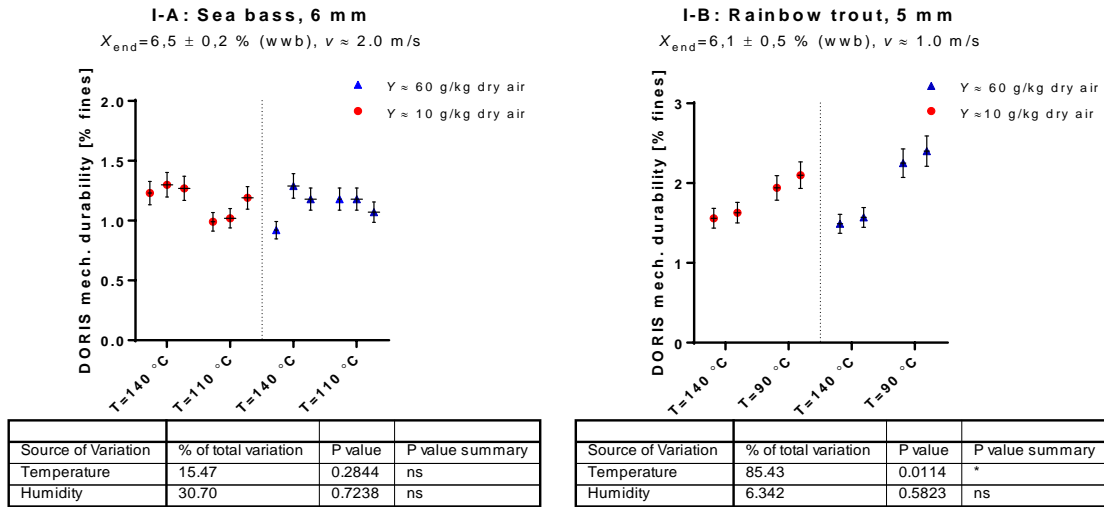 I-A: Sea bass, 6 mm
Xend=6,5 ± 0,2 % (wwb), v ≈ 2.0 m/s
DORIS mech. durability [% fines]
2.0
1.5
1.0
0.5
0.0
Y ≈ 60 g/kg dry air
Y ≈ 10 g/kg dry air
T=140 °C
T=110 °C
T=140 °C
T=110 °C
Source of Variation % of total variation P value P value summary
Temperature 15.47 0.2844 ns
Humidity 30.70 0.7238 ns
I-B: Rainbow trout, 5 mm
Xend=6,1 ± 0,5 % (wwb), v ≈ 1.0 m/s
DORIS mech. durability [% fines]
3
2
1
0
Y ≈ 60 g/kg dry air
Y ≈10 g/kg dry air
T=140 °C
T=90 °C
T=140 °C
T=90 °C
Source of Variation % of total variation P value P value summary
Temperature 85.43 0.0114 *
Humidity 6.342 0.5823 ns